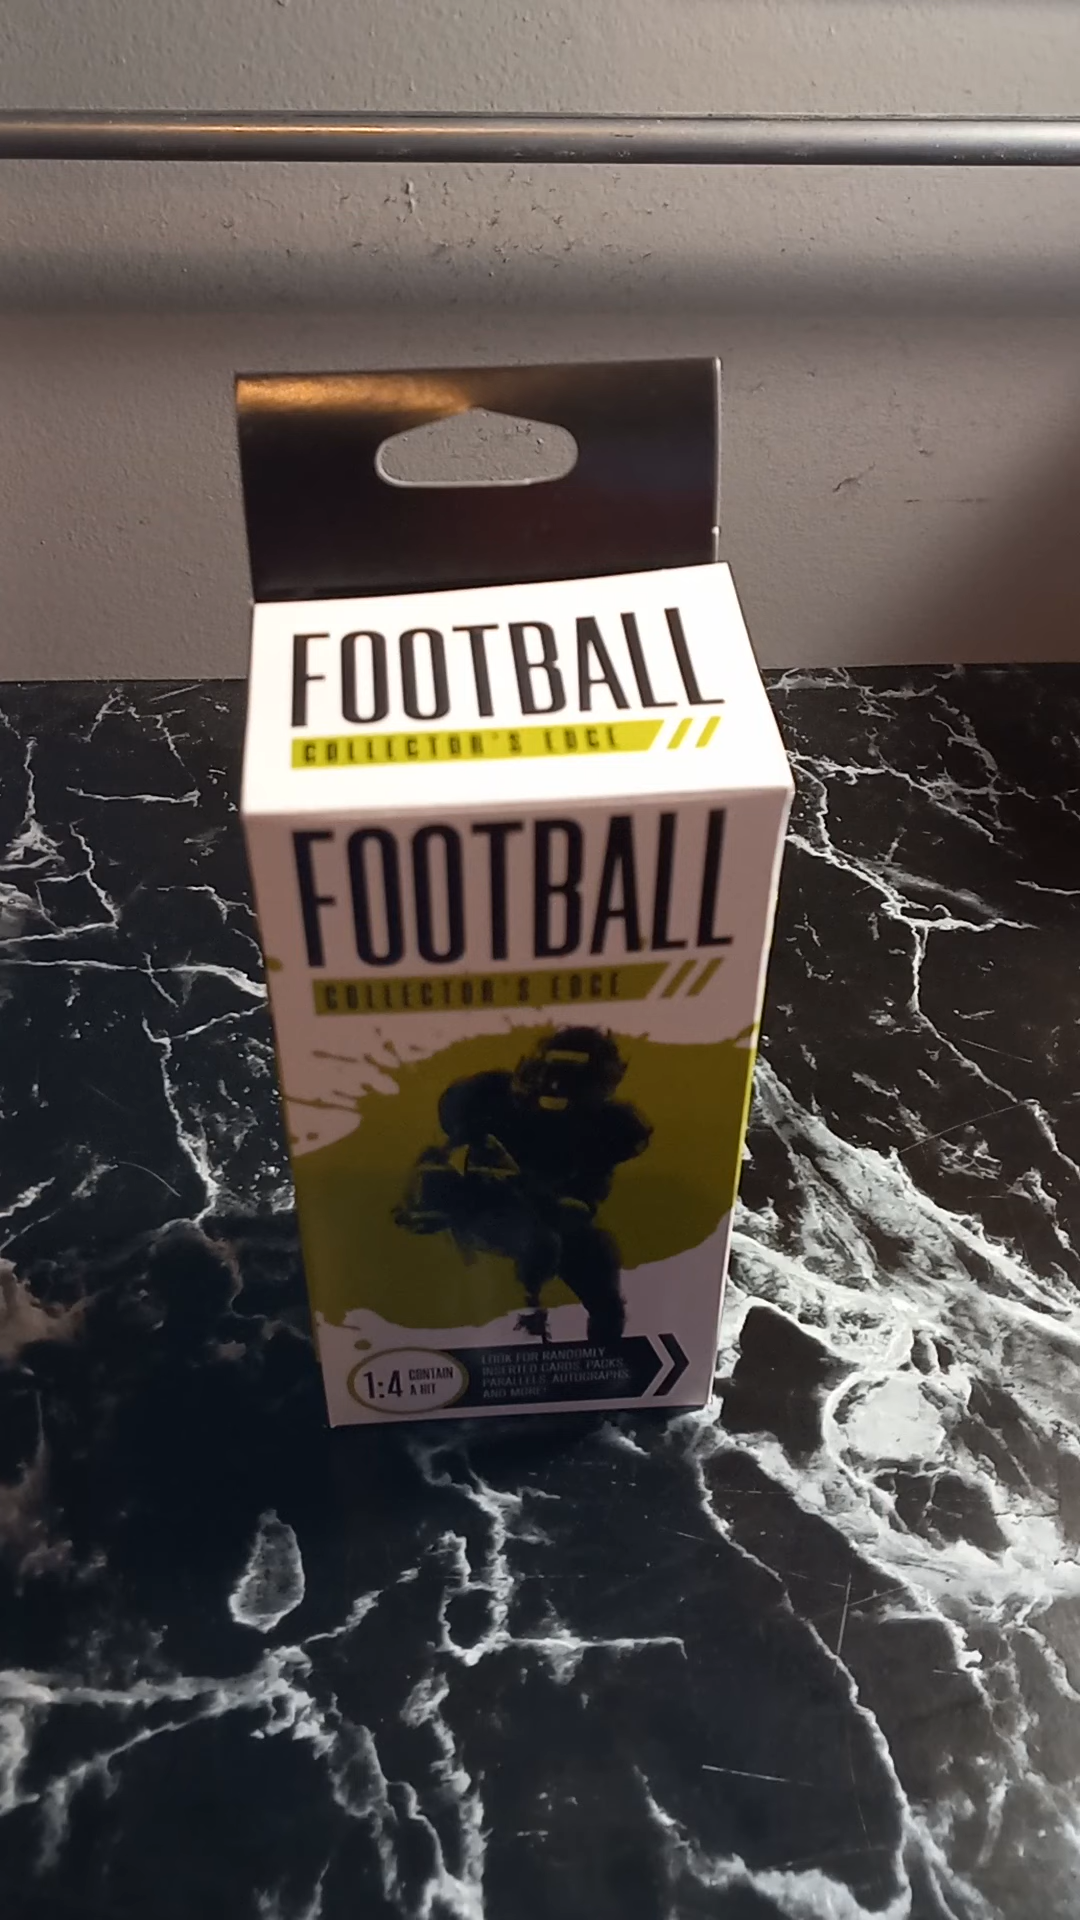 FOOTBALL
COLLECTOR'S EDGE
FOOTBALL
COLLECTOR'S EDGE
1:4 CONTAIN
A HIT
LOOK FOR RANDOMLY
INSERTED CARDS, PACKS,
PARALLELS, AUTOGRAPHS,
AND MORE!